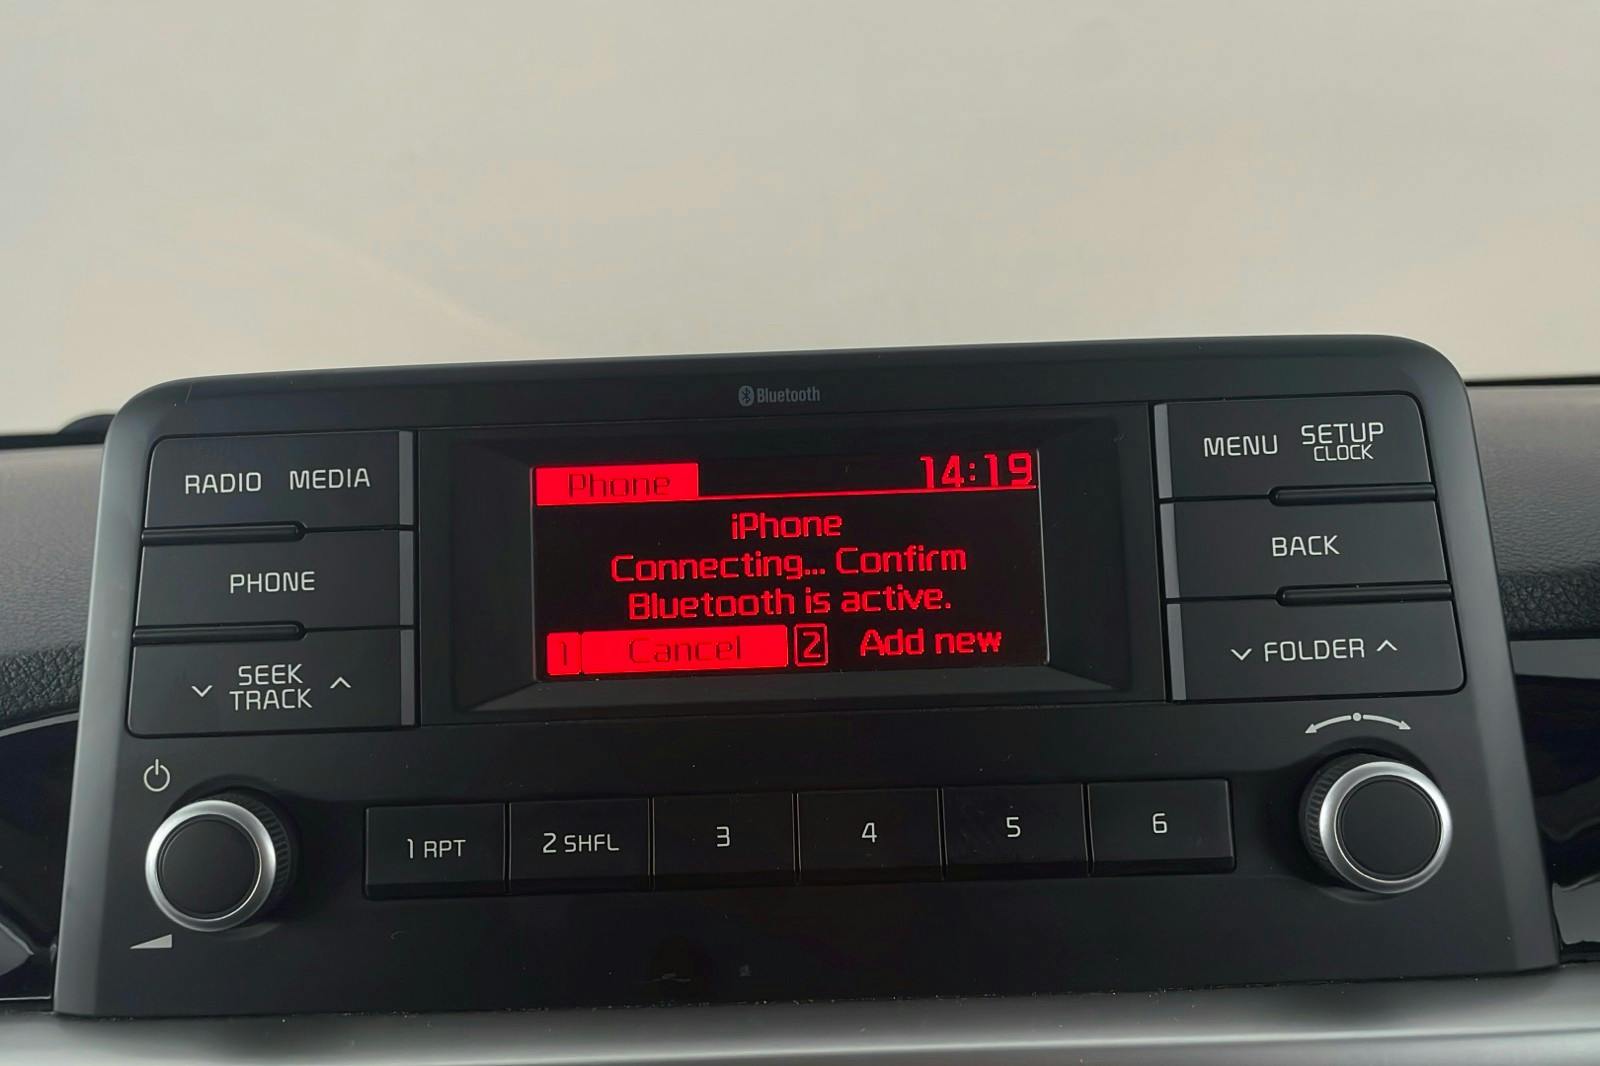 Bluetooth
RADIO MEDIA
PHONE
SEEK
TRACK
Phone 14:19
iPhone
Connecting... Confirm
Bluetooth is active.
1 Cancel 2 Add new
MENU SETUP
CLOCK
BACK
FOLDER
1 RPT 2 SHFL 3 4 5 6